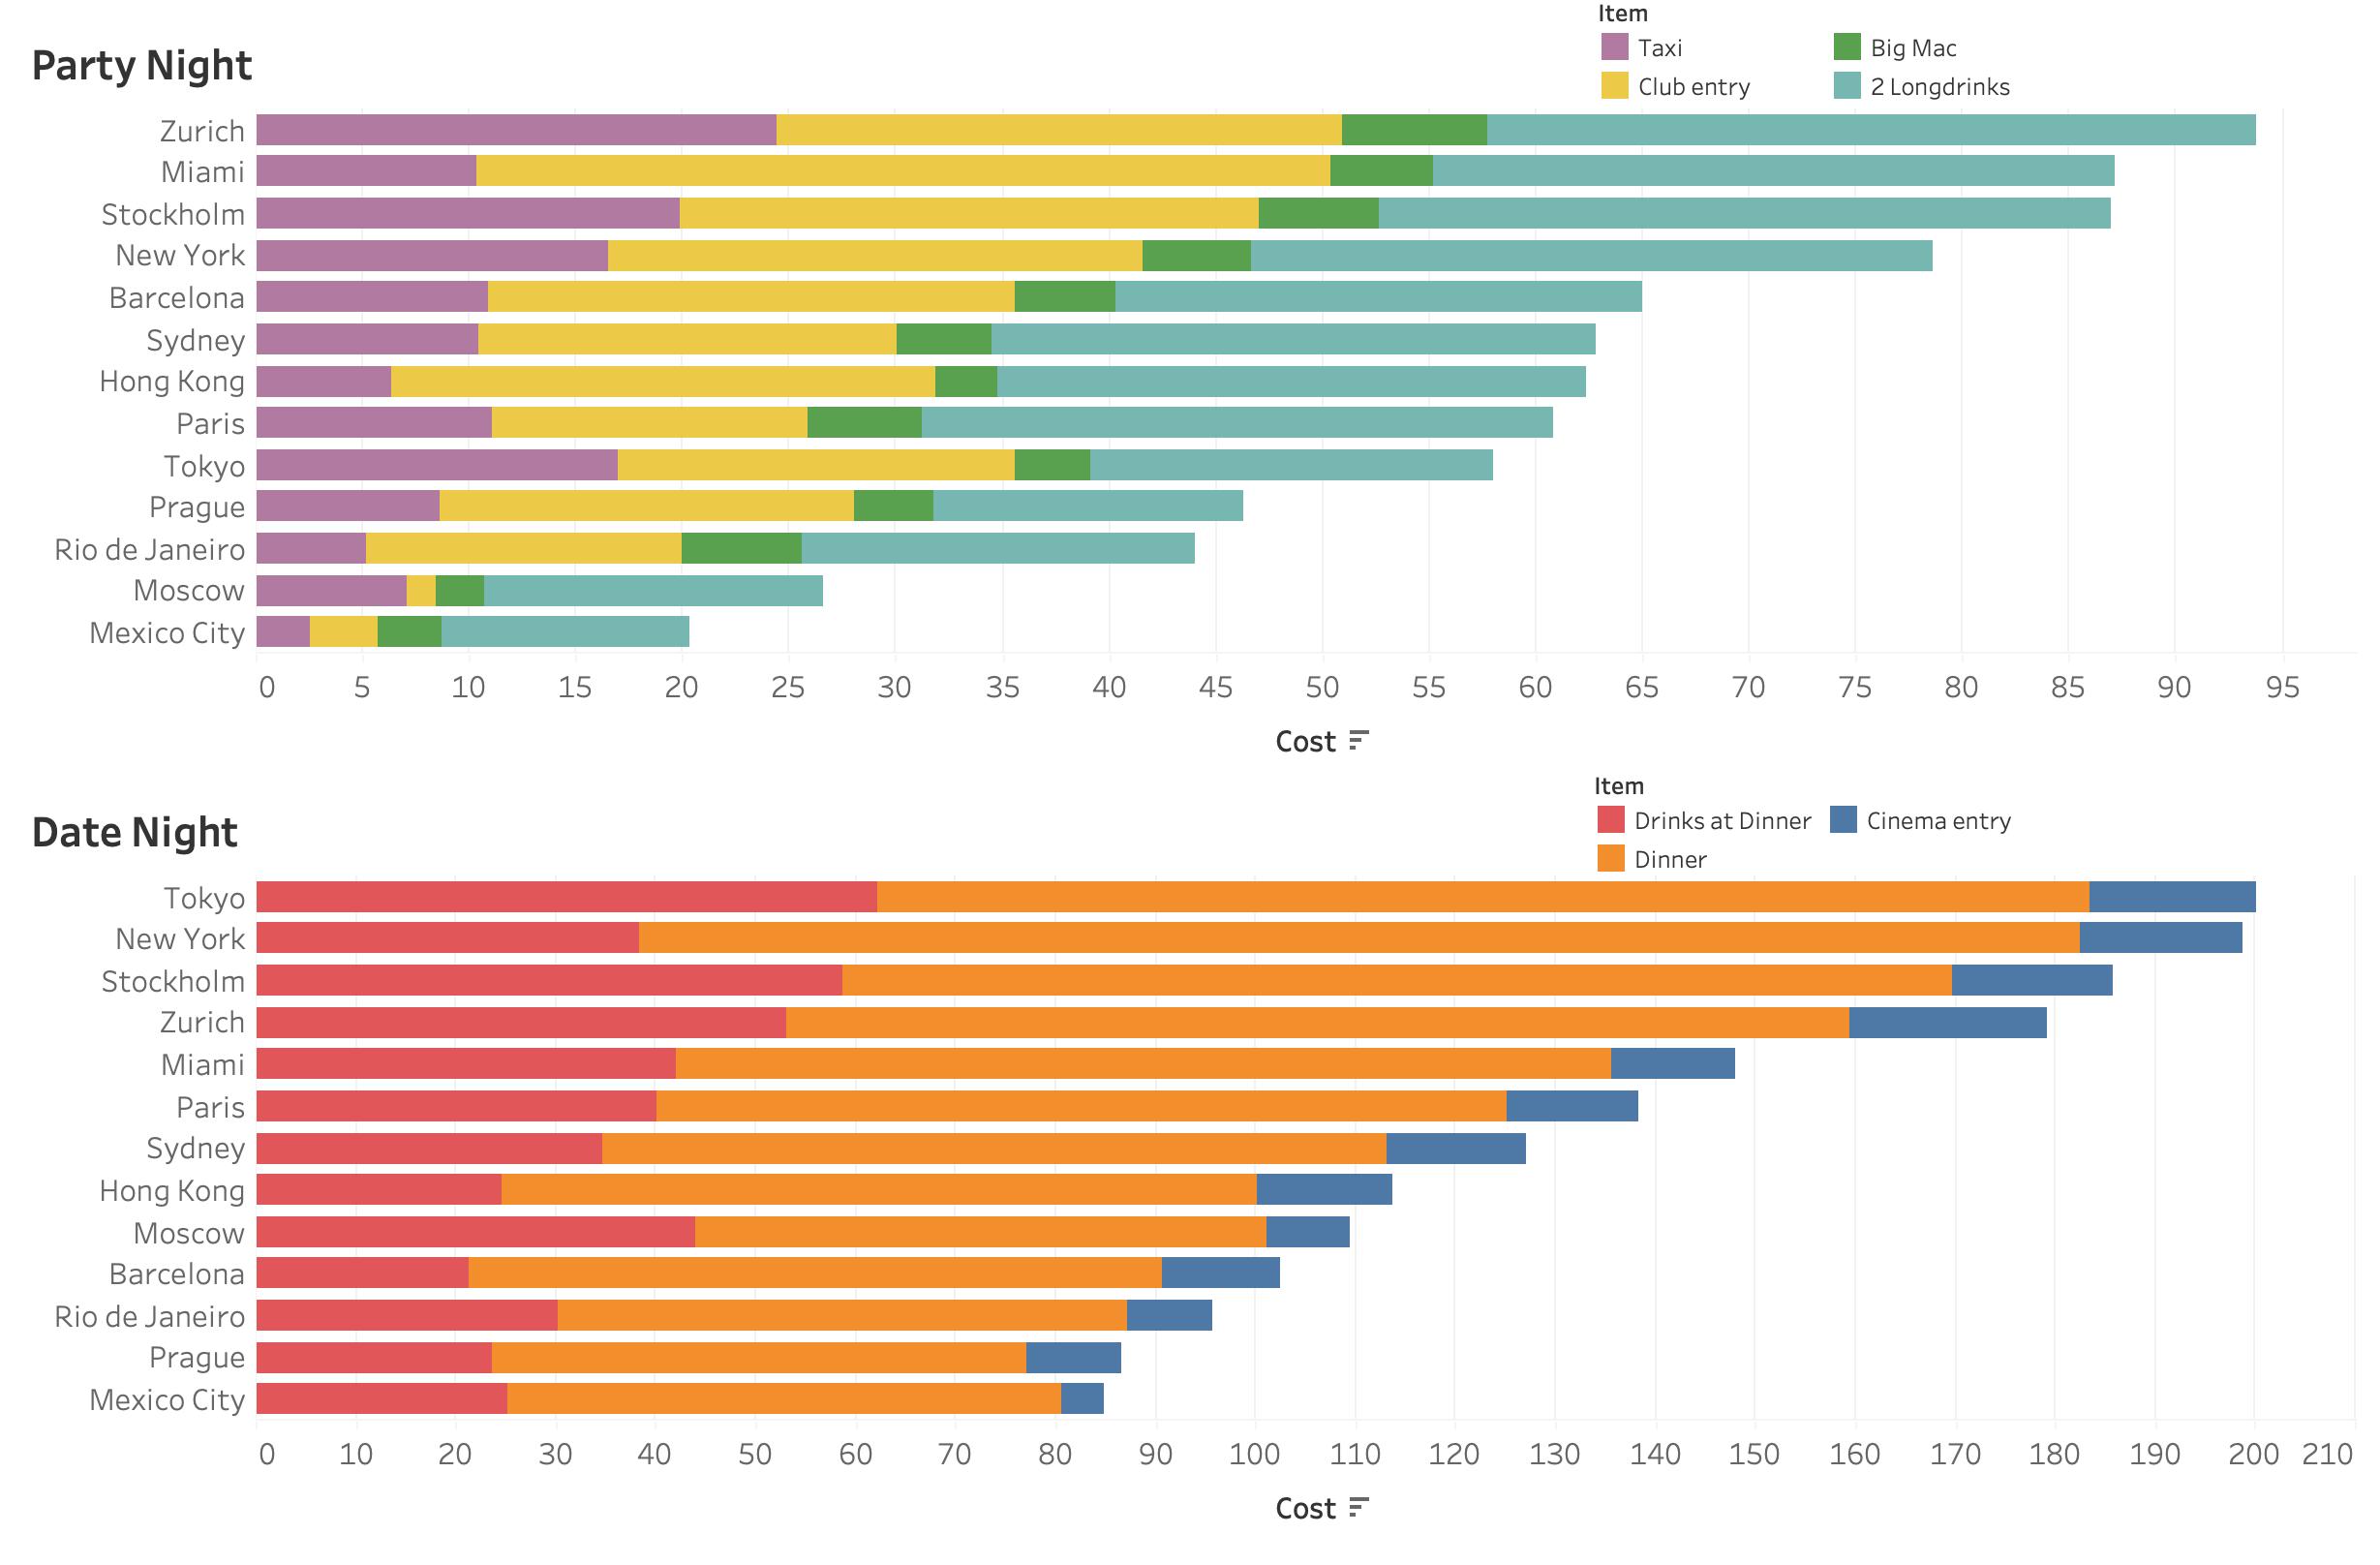 Item
Party Night
Taxi
Big Mac
Club entry
2 Longdrinks
Zurich
Miami
Stockholm
New York
Barcelona
Sydney
Hong Kong
Paris
Tokyo
Prague
Rio de Janeiro
Moscow
Mexico City
0 5 10 15 20 25 30 35 40 45 50 55 60 65 70 75 80 85 90 95
Cost
Item
Date Night
Drinks at Dinner
Cinema entry
Dinner
Tokyo
New York
Stockholm
Zurich
Miami
Paris
Sydney
Hong Kong
Moscow
Barcelona
Rio de Janeiro
Prague
Mexico City
0 10 20 30 40 50 60 70 80 90 100 110 120 130 140 150 160 170 180 190 200 210
Cost